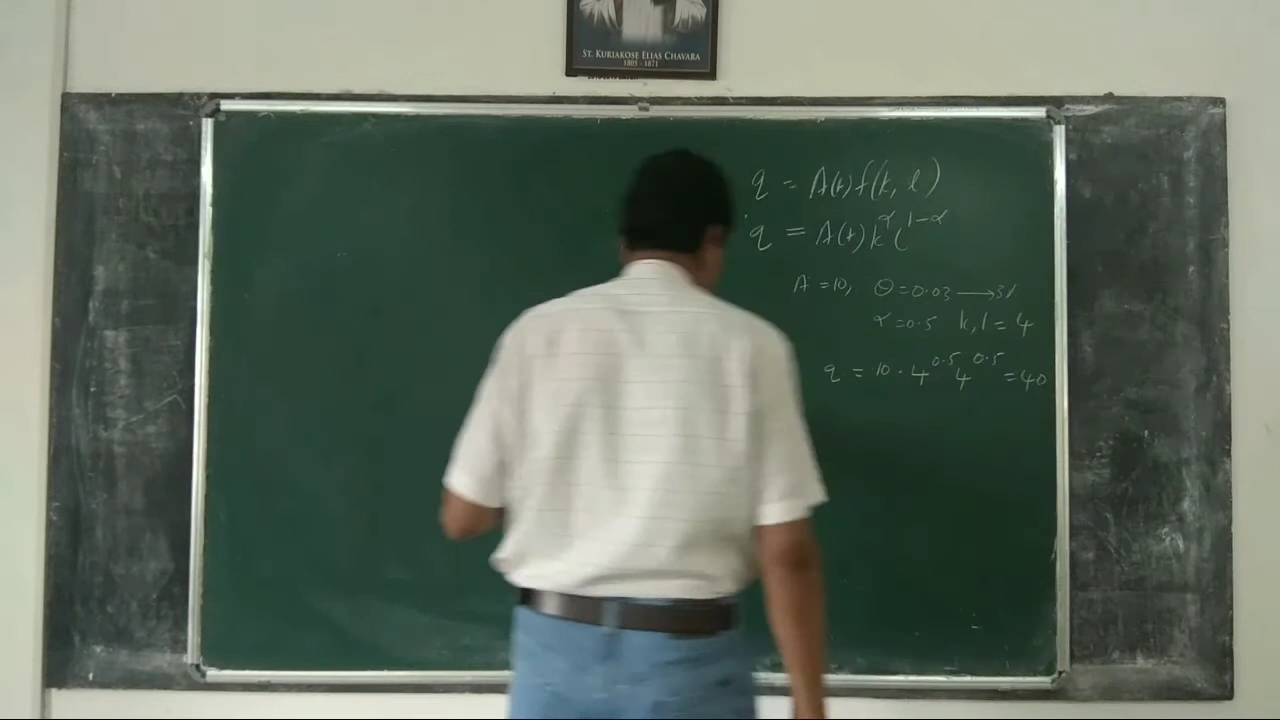 ST. KURIAKOSE ELIAS CHAVARA
1805 - 1871
q = A(t) f(k, l)
q = A(t) k^α l^1-α
A = 10, θ = 0.03 → 3%
α = 0.5 k, l = 4
q = 10 · 4^0.5 4^0.5 = 40